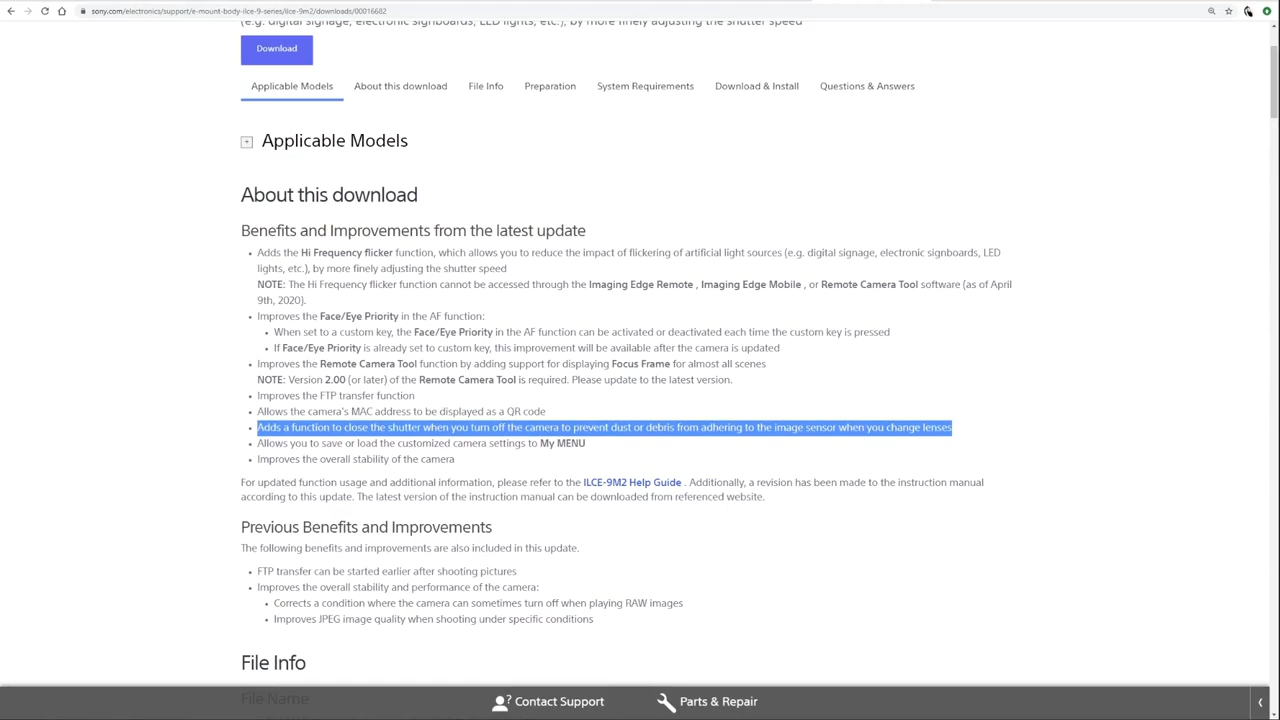 sony.com/electronics/support/e-mount-body-ilce-9-series/ilce-9m2/downloads/00016682
(e.g. digital signage, electronic signboards, LED lights, etc.), by more finely adjusting the shutter speed
Download
Applicable Models About this download File Info Preparation System Requirements Download & Install Questions & Answers
Applicable Models
About this download
Benefits and Improvements from the latest update
Adds the Hi Frequency flicker function, which allows you to reduce the impact of flickering of artificial light sources (e.g. digital signage, electronic signboards, LED
lights, etc.), by more finely adjusting the shutter speed
NOTE: The Hi Frequency flicker function cannot be accessed through the Imaging Edge Remote , Imaging Edge Mobile , or Remote Camera Tool software (as of April
9th, 2020).
Improves the Face/Eye Priority in the AF function:
When set to a custom key, the Face/Eye Priority in the AF function can be activated or deactivated each time the custom key is pressed
If Face/Eye Priority is already set to custom key, this improvement will be available after the camera is updated
Improves the Remote Camera Tool function by adding support for displaying Focus Frame for almost all scenes
NOTE: Version 2.00 (or later) of the Remote Camera Tool is required. Please update to the latest version.
Improves the FTP transfer function
Allows the camera's MAC address to be displayed as a QR code
Adds a function to close the shutter when you turn off the camera to prevent dust or debris from adhering to the image sensor when you change lenses
Allows you to save or load the customized camera settings to My MENU
Improves the overall stability of the camera
For updated function usage and additional information, please refer to the ILCE-9M2 Help Guide . Additionally, a revision has been made to the instruction manual
according to this update. The latest version of the instruction manual can be downloaded from referenced website.
Previous Benefits and Improvements
The following benefits and improvements are also included in this update.
FTP transfer can be started earlier after shooting pictures
Improves the overall stability and performance of the camera:
Corrects a condition where the camera can sometimes turn off when playing RAW images
Improves JPEG image quality when shooting under specific conditions
File Info
File Name
Contact Support Parts & Repair